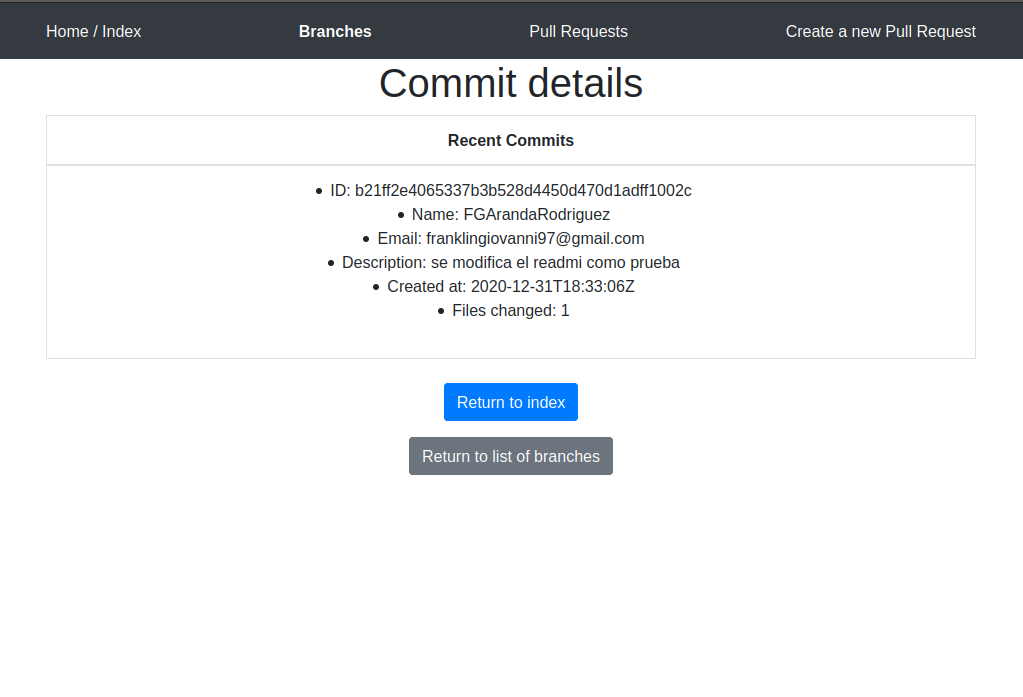 Home / Index
Branches
Pull Requests
Create a new Pull Request
Commit details
Recent Commits
ID: b21ff2e4065337b3b528d4450d470d1adff1002c
Name: FGArandaRodriguez
Email: franklingiovanni97@gmail.com
Description: se modifica el readmi como prueba
Created at: 2020-12-31T18:33:06Z
Files changed: 1
Return to index
Return to list of branches